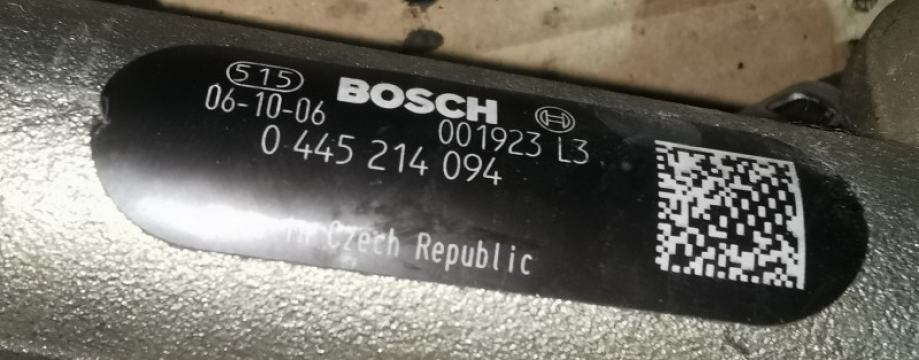 515
06-10-06 BOSCH
001923 L3
0 445 214 094
Czech Republic